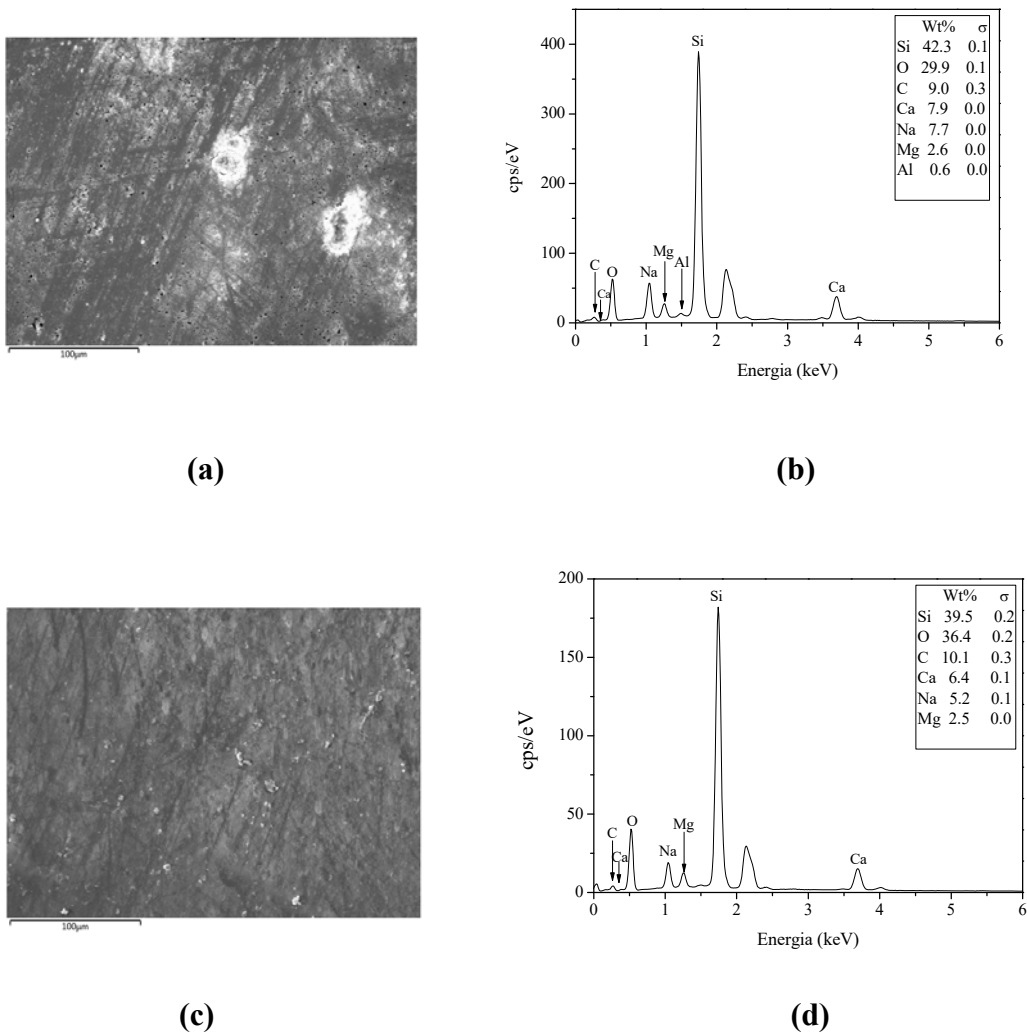 100μm
Wt% σ
Si 42.3 0.1
O 29.9 0.1
C 9.0 0.3
Ca 7.9 0.0
Na 7.7 0.0
Mg 2.6 0.0
Al 0.6 0.0
400
300
200
100
0
cps/eV
C
Ca
O
Na
Mg
Al
Si
Ca
0 1 2 3 4 5 6
Energia (keV)
(a)
(b)
100μm
Wt% σ
Si 39.5 0.2
O 36.4 0.2
C 10.1 0.3
Ca 6.4 0.1
Na 5.2 0.1
Mg 2.5 0.0
200
150
100
50
0
cps/eV
C
Ca
O
Na
Mg
Si
Ca
0 1 2 3 4 5 6
Energia (keV)
(c)
(d)